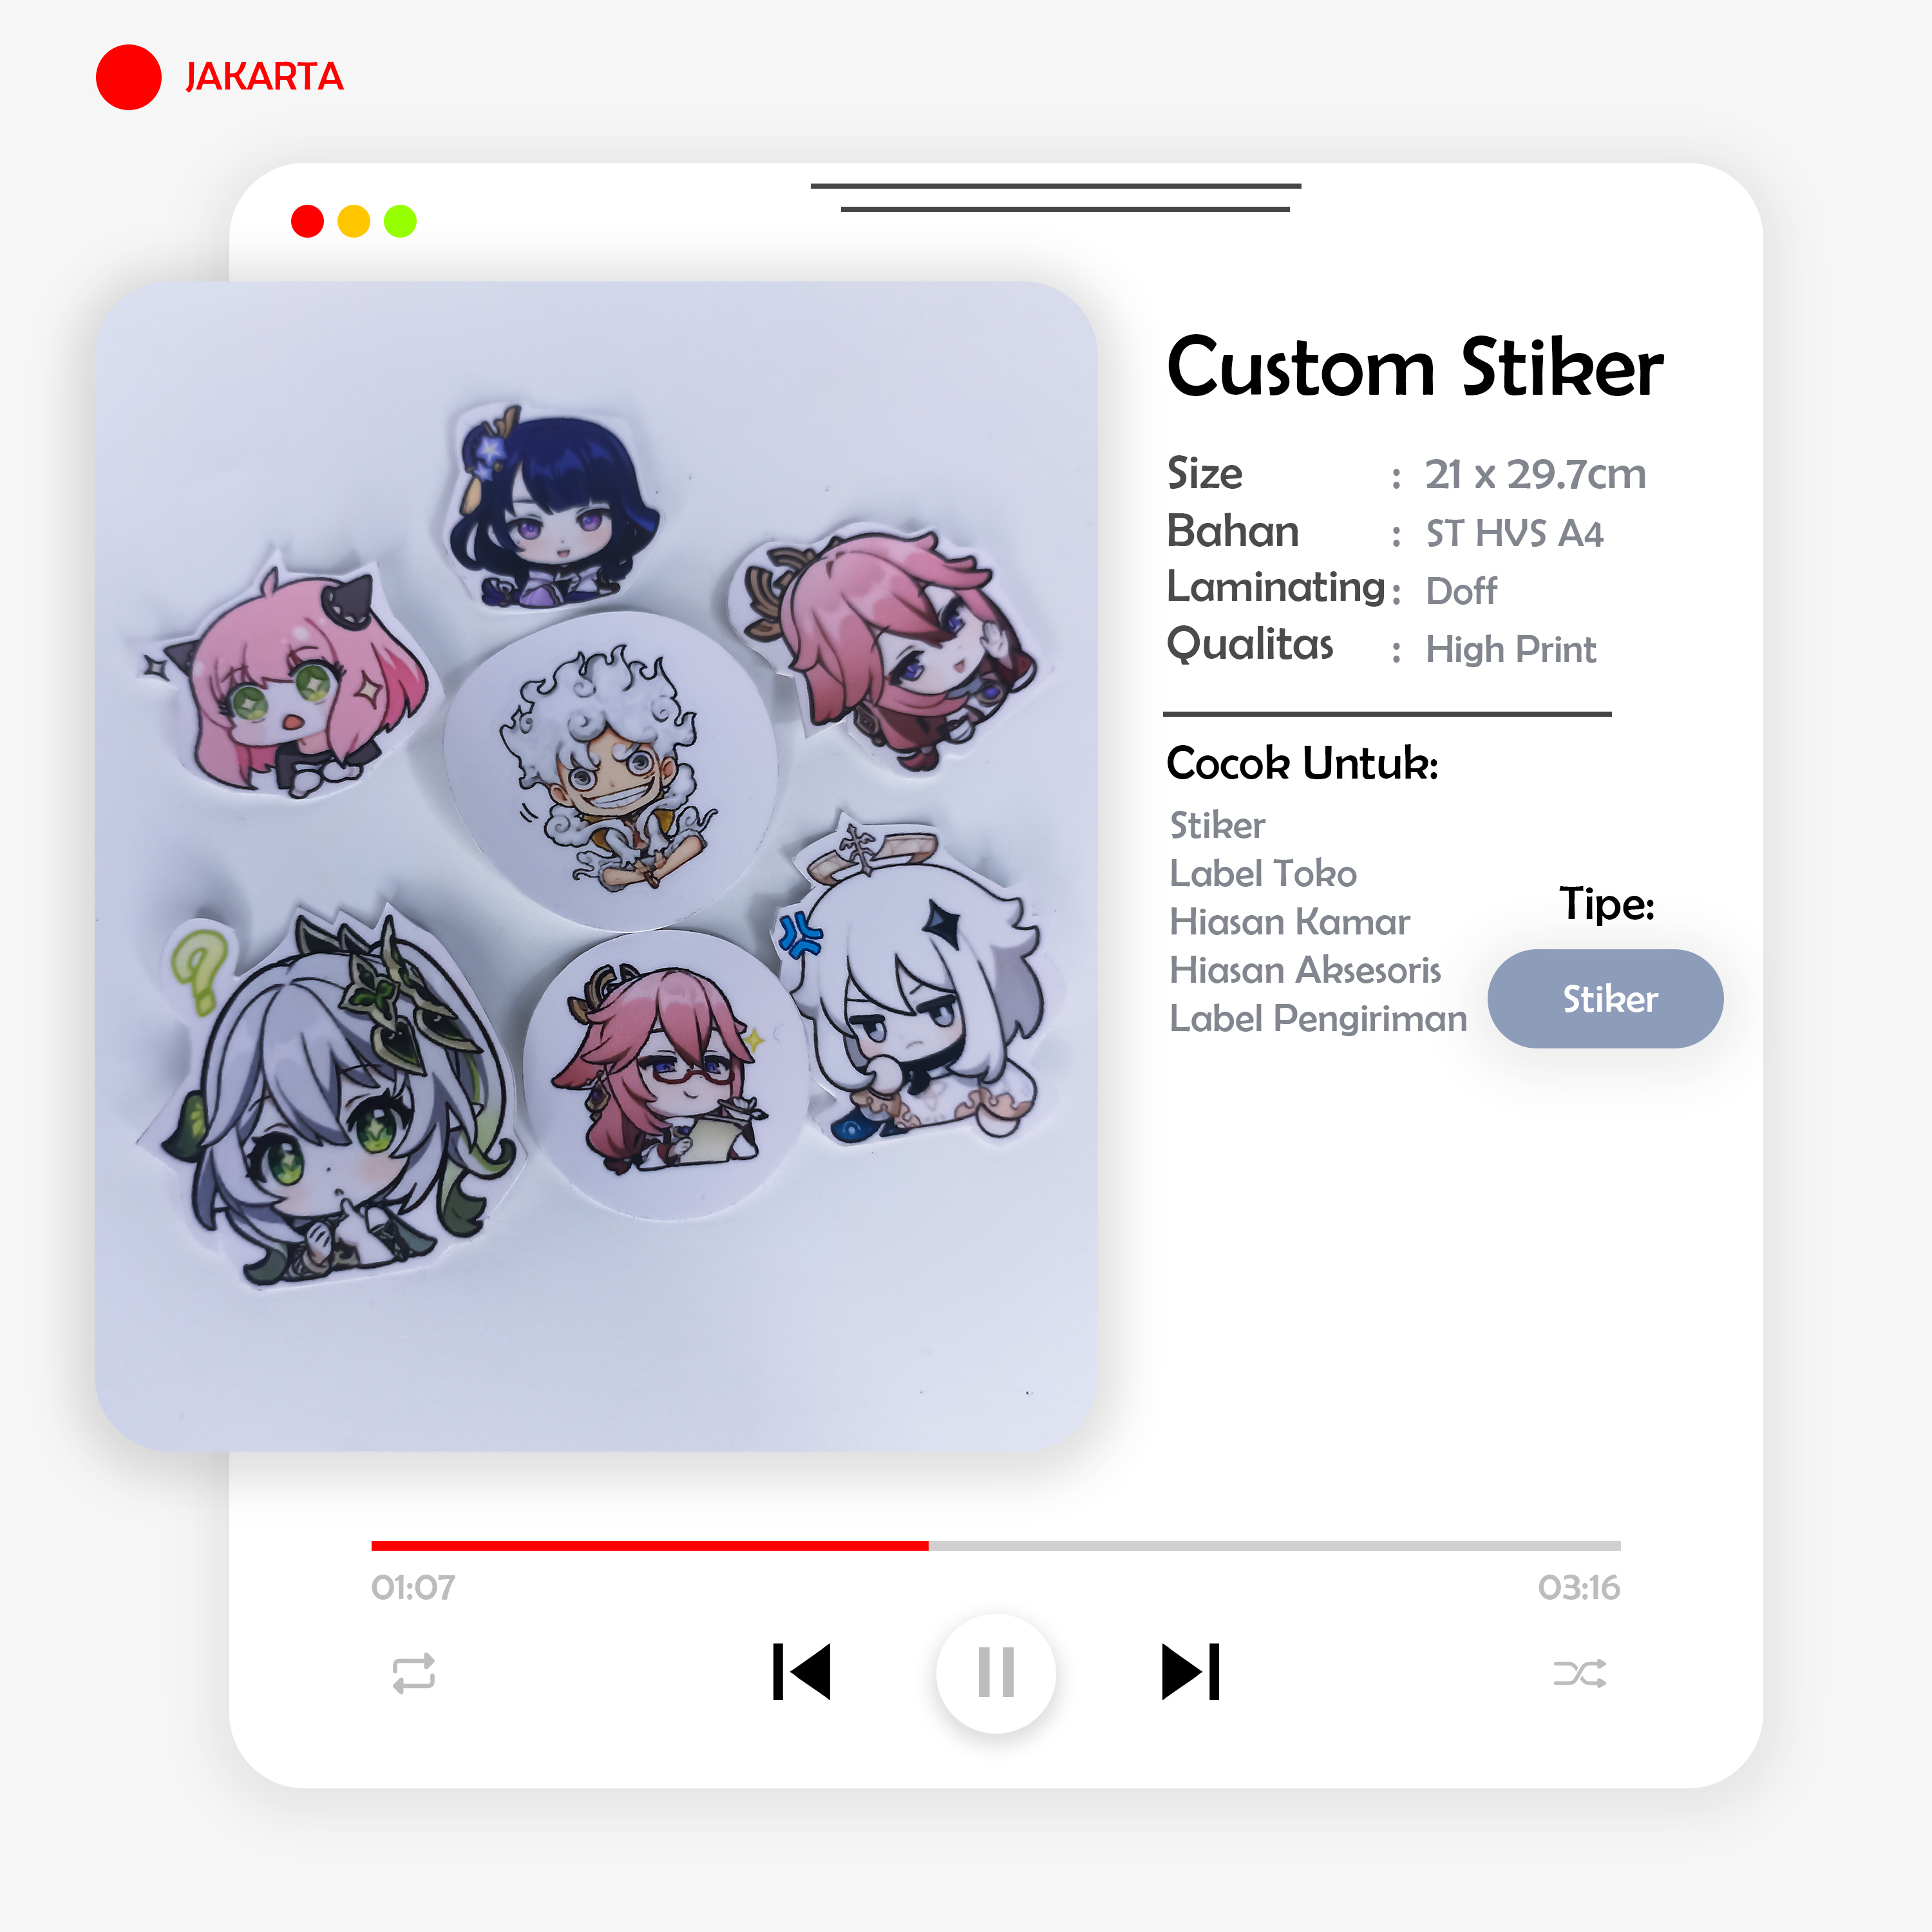 JAKARTA
Custom Stiker
Size : 21 x 29.7cm
Bahan : ST HVS A4
Laminating : Doff
Qualitas : High Print
Cocok Untuk:
Stiker
Label Toko
Hiasan Kamar
Hiasan Aksesoris
Label Pengiriman
Tipe:
Stiker
?
01:07
03:16